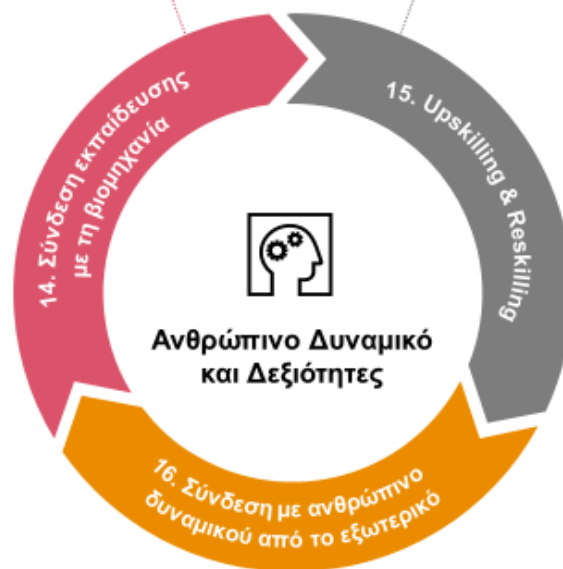 14. Σύνδεση εκπαίδευσης
με τη βιομηχανία
15. Upskilling & Reskilling
Ανθρώπινο Δυναμικό
και Δεξιότητες
16. Σύνδεση με ανθρώπινο
δυναμικού από το εξωτερικό